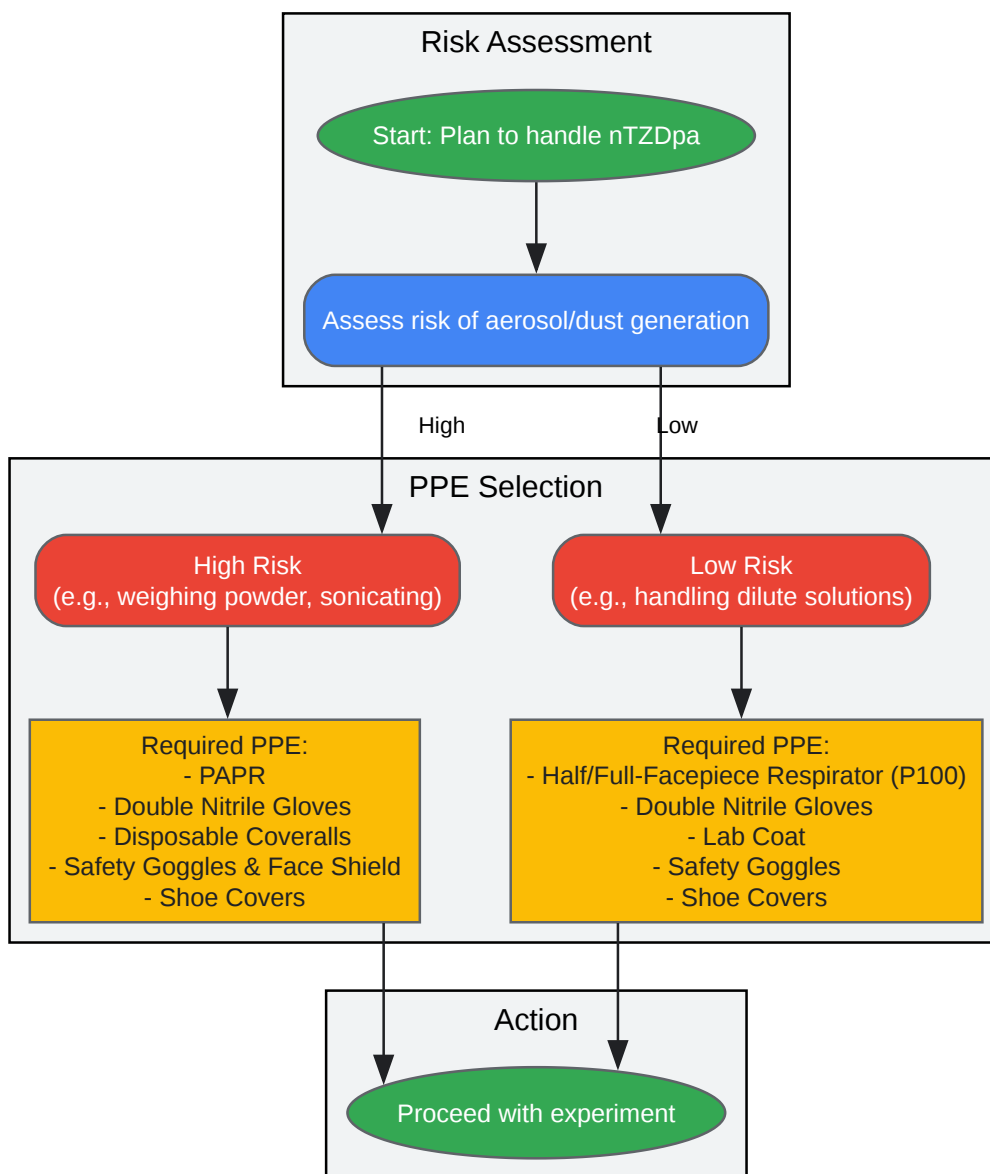 Risk Assessment
Start: Plan to handle nTZDpa
Assess risk of aerosol/dust generation
High
Low
PPE Selection
High Risk
(e.g., weighing powder, sonicating)
Low Risk
(e.g., handling dilute solutions)
Required PPE:
- PAPR
- Double Nitrile Gloves
- Disposable Coveralls
- Safety Goggles & Face Shield
- Shoe Covers
Required PPE:
- Half/Full-Facepiece Respirator (P100)
- Double Nitrile Gloves
- Lab Coat
- Safety Goggles
- Shoe Covers
Action
Proceed with experiment